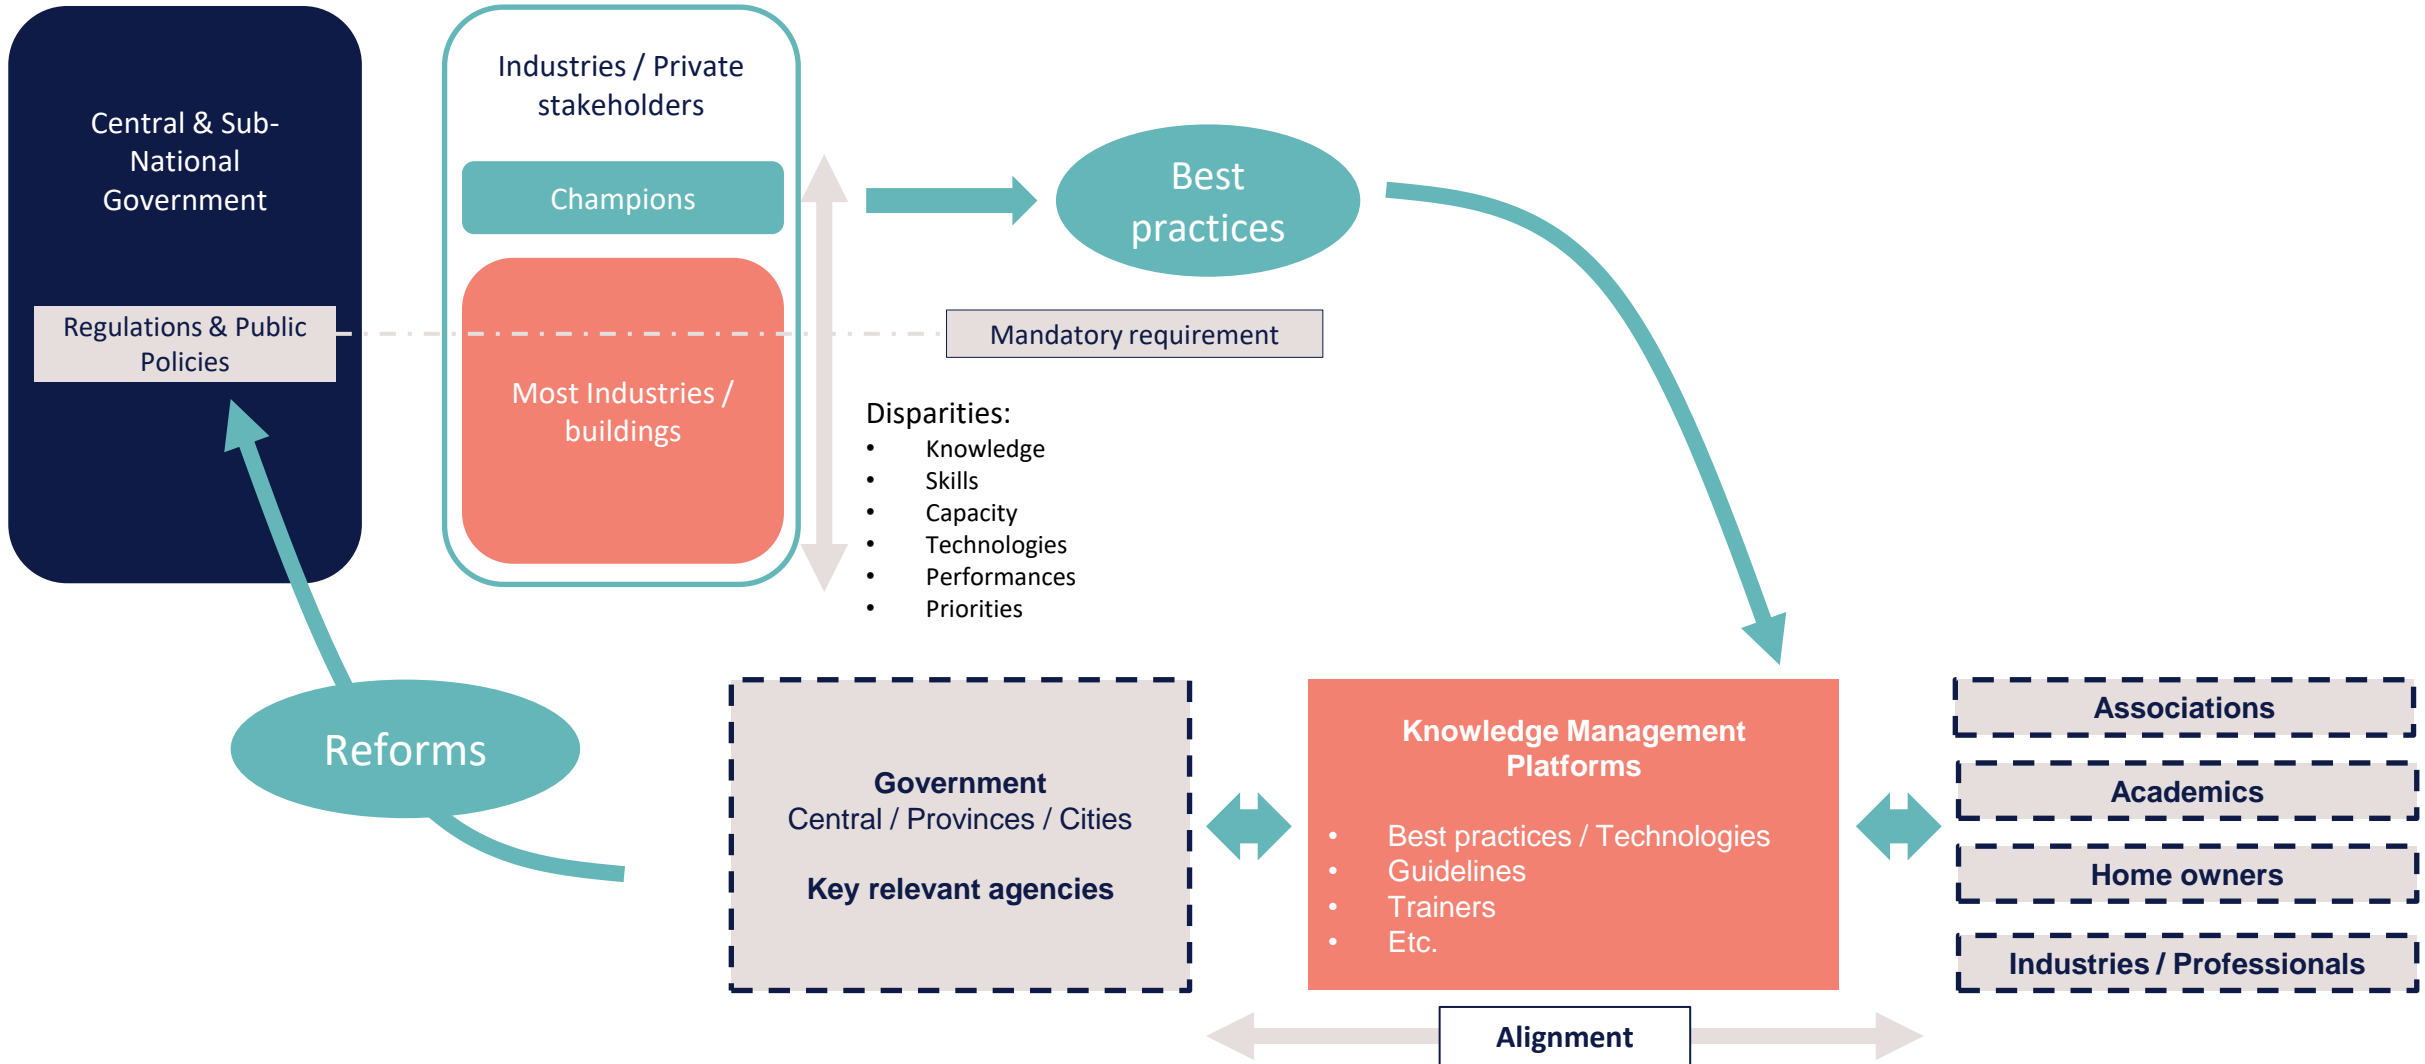 Central & Sub-
National
Government
Regulations & Public
Policies
Industries / Private
stakeholders
Champions
Most Industries /
buildings
Best
practices
Mandatory requirement
Disparities:
• Knowledge
• Skills
• Capacity
• Technologies
• Performances
• Priorities
Reforms
Government
Central / Provinces / Cities
Key relevant agencies
Knowledge Management
Platforms
• Best practices / Technologies
• Guidelines
• Trainers
• Etc.
Associations
Academics
Home owners
Industries / Professionals
Alignment